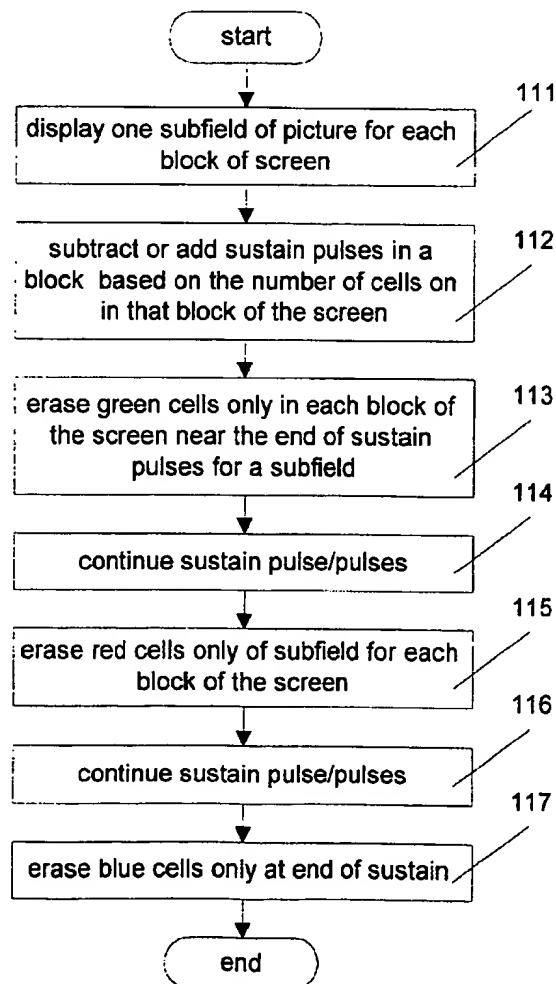 start
111
display one subfield of picture for each
block of screen
112
subtract or add sustain pulses in a
block based on the number of cells on
in that block of the screen
113
erase green cells only in each block of
the screen near the end of sustain
pulses for a subfield
114
continue sustain pulse/pulses
115
erase red cells only of subfield for each
block of the screen
116
continue sustain pulse/pulses
117
erase blue cells only at end of sustain
end